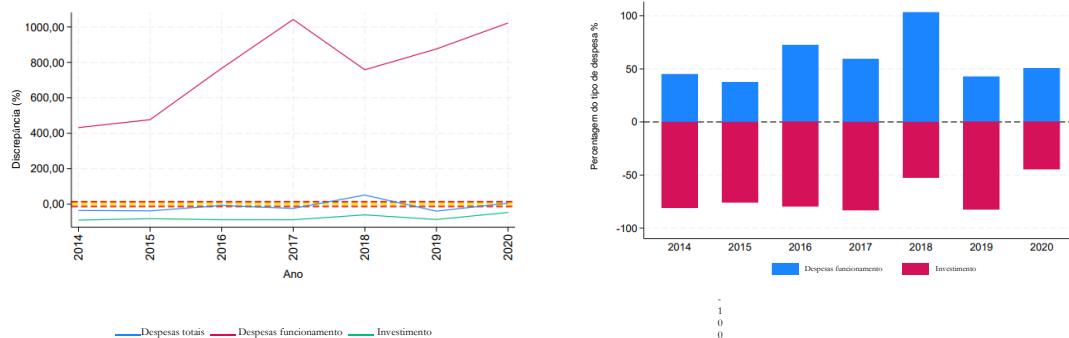 1000,00
800,00
600,00
400,00
200,00
0,00
Discrepância (%)
2014 2015 2016 2017 2018 2019 2020
Ano
Despesas totais Despesas funcionamento Investimento
100
50
0
-50
-100
Percentagem do tipo de despesa %
2014 2015 2016 2017 2018 2019 2020
Despesas funcionamento Investimento
-
1
0
0